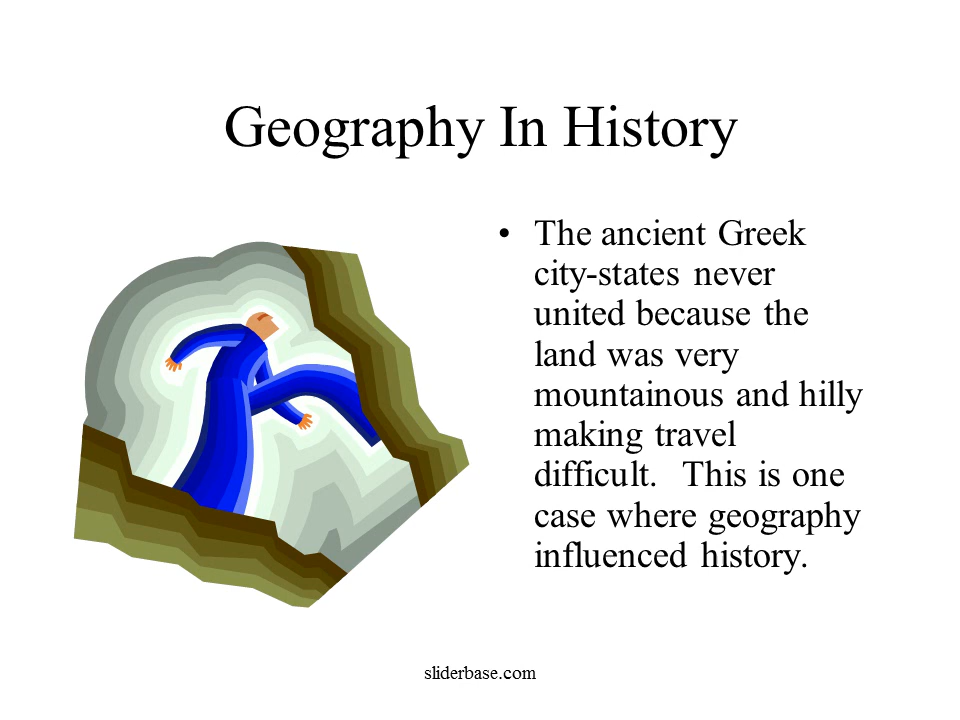 Geography In History
• The ancient Greek
city-states never
united because the
land was very
mountainous and hilly
making travel
difficult.  This is one
case where geography
influenced history.
sliderbase.com